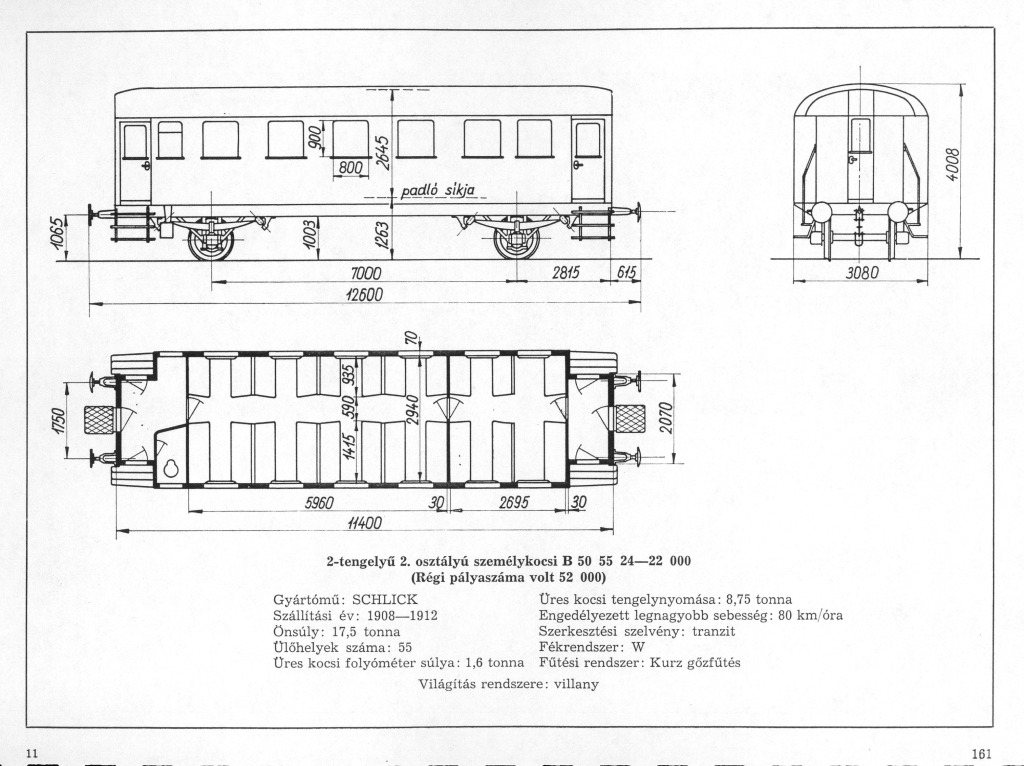 900
800
2645
padló síkja
1065
1003
1263
7000
2815
615
12600
4008
3080
70
935
590
2940
1415
1750
2070
5960
30
2695
30
11400
2-tengelyű 2. osztályú személykocsi B 50 55 24—22 000
(Régi pályaszáma volt 52 000)
Gyártómű: SCHLICK
Szállítási év: 1908—1912
Önsúly: 17,5 tonna
Ülőhelyek száma: 55
Üres kocsi folyóméter súlya: 1,6 tonna
Üres kocsi tengelynyomása: 8,75 tonna
Engedélyezett legnagyobb sebesség: 80 km/óra
Szerkesztési szelvény: tranzit
Fékrendszer: W
Fűtési rendszer: Kurz gőzfűtés
Világítás rendszere: villany
11
161